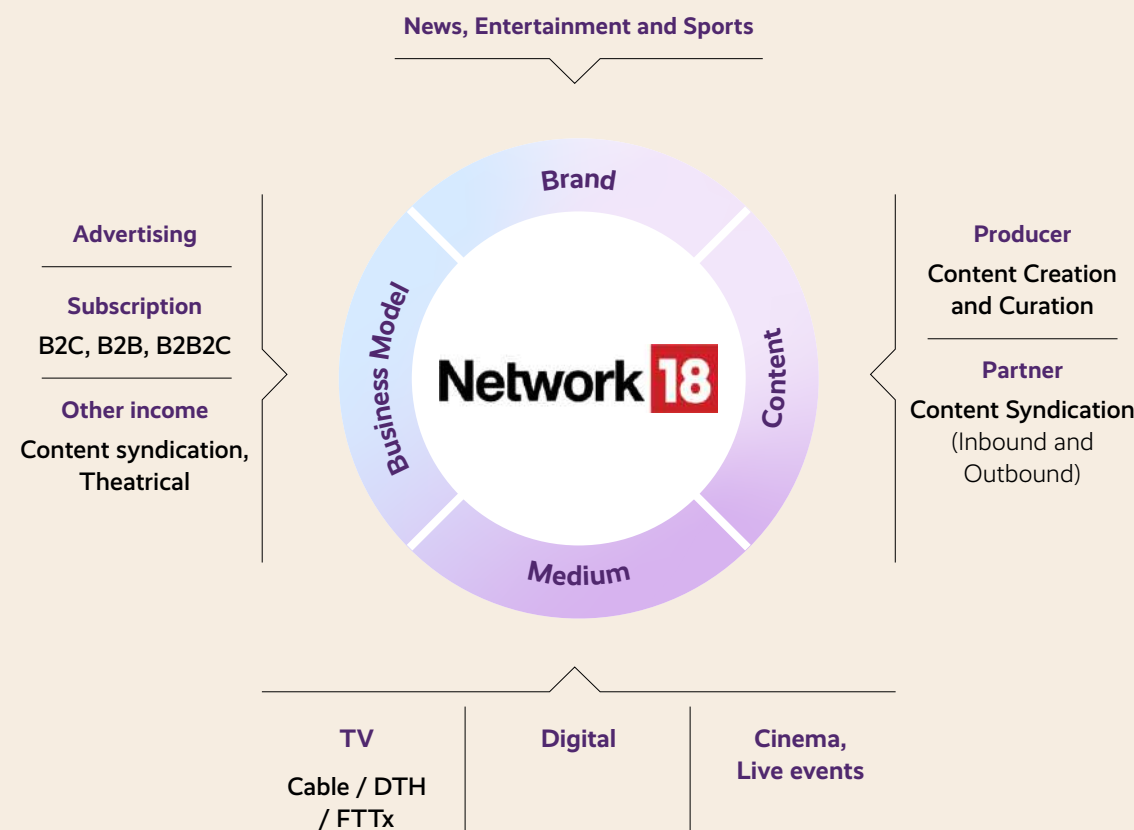 News, Entertainment and Sports
Brand
Advertising
Subscription
B2C, B2B, B2B2C
Other income
Content syndication,
Theatrical
Business Model
Network 18
Content
Producer
Content Creation
and Curation
Partner
Content Syndication
(Inbound and
Outbound)
Medium
TV
Cable / DTH
/ FTTx
Digital
Cinema,
Live events